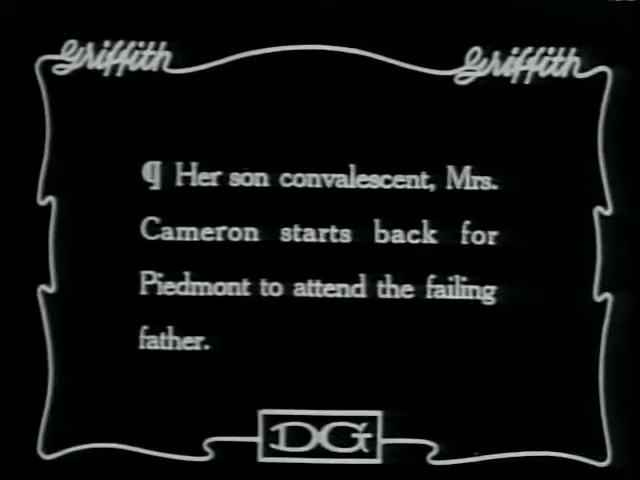 Griffith Griffith
¶ Her son convalescent, Mrs.
Cameron starts back for
Piedmont to attend the failing
father.
DG